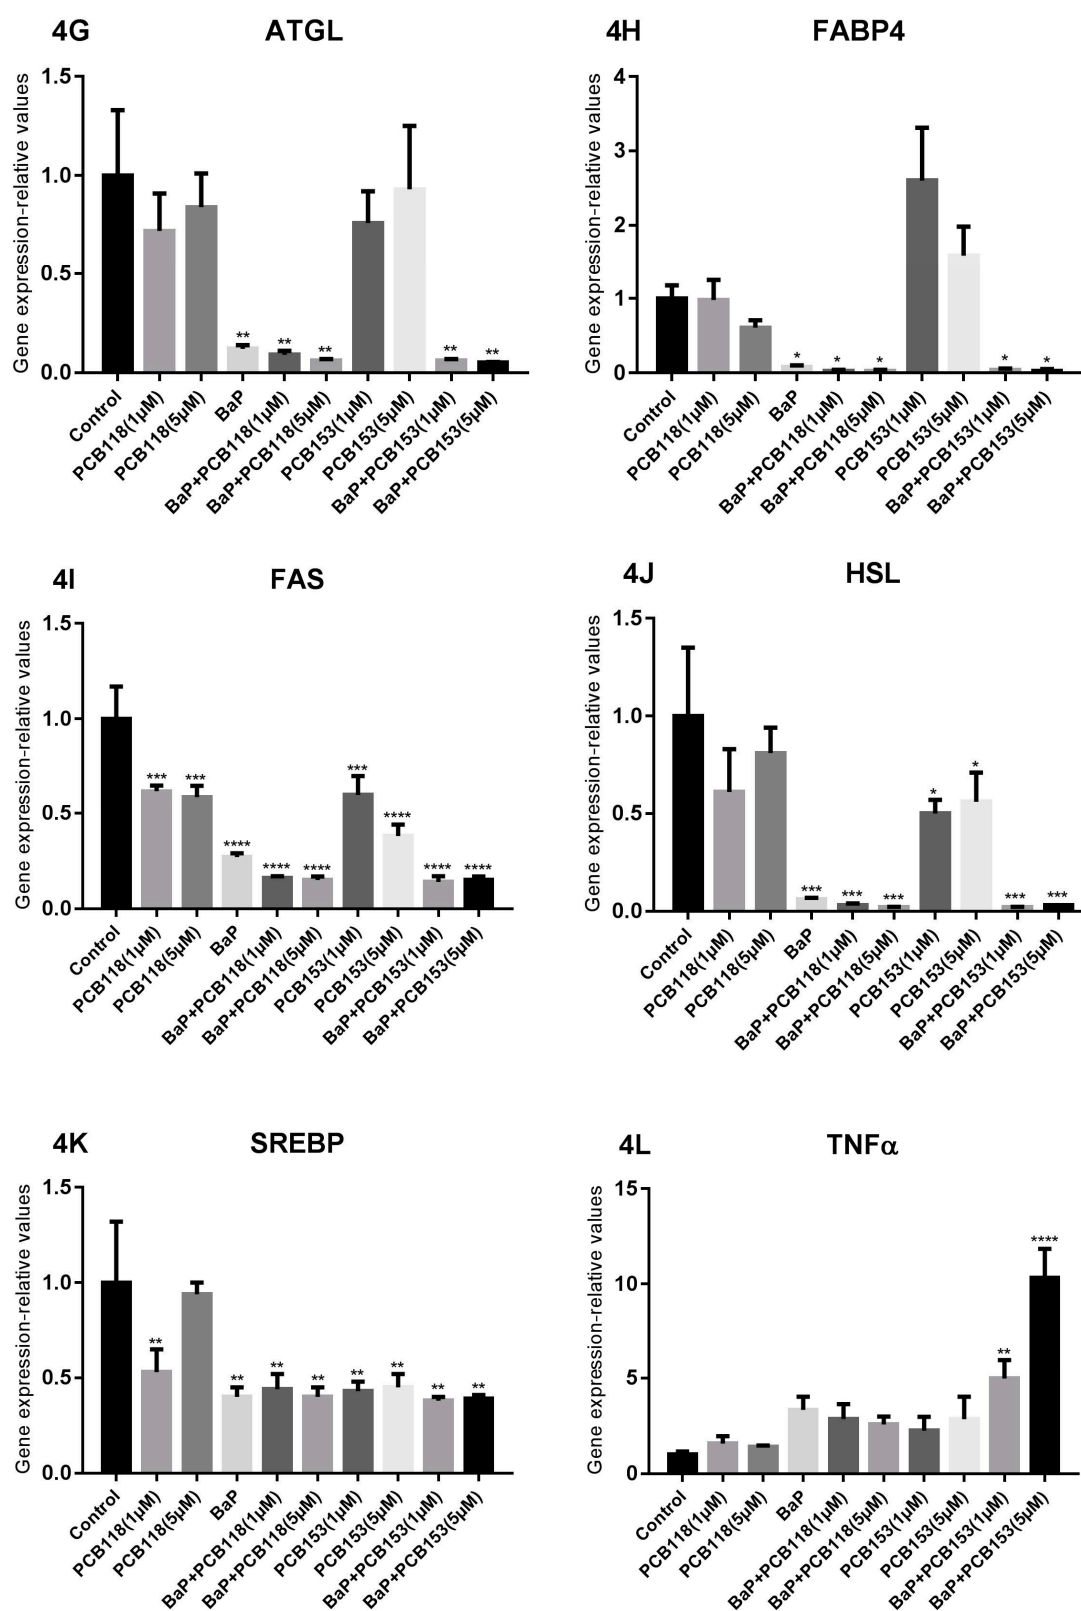 4G ATGL
Gene expression-relative values
1.5
1.0
0.5
0.0
** ** ** ** **
Control PCB118(1µM) PCB118(5µM) BaP BaP+PCB118(1µM) BaP+PCB118(5µM) PCB153(1µM) PCB153(5µM) BaP+PCB153(1µM) BaP+PCB153(5µM)
4H FABP4
Gene expression-relative values
4
3
2
1
0
* * * * *
Control PCB118(1µM) PCB118(5µM) BaP BaP+PCB118(1µM) BaP+PCB118(5µM) PCB153(1µM) PCB153(5µM) BaP+PCB153(1µM) BaP+PCB153(5µM)
4I FAS
Gene expression-relative values
1.5
1.0
0.5
0.0
*** *** **** **** **** *** **** **** ****
Control PCB118(1µM) PCB118(5µM) BaP BaP+PCB118(1µM) BaP+PCB118(5µM) PCB153(1µM) PCB153(5µM) BaP+PCB153(1µM) BaP+PCB153(5µM)
4J HSL
Gene expression-relative values
1.5
1.0
0.5
0.0
*** *** *** * * *** ***
Control PCB118(1µM) PCB118(5µM) BaP BaP+PCB118(1µM) BaP+PCB118(5µM) PCB153(1µM) PCB153(5µM) BaP+PCB153(1µM) BaP+PCB153(5µM)
4K SREBP
Gene expression-relative values
1.5
1.0
0.5
0.0
** ** ** ** ** ** ** **
Control PCB118(1µM) PCB118(5µM) BaP BaP+PCB118(1µM) BaP+PCB118(5µM) PCB153(1µM) PCB153(5µM) BaP+PCB153(1µM) BaP+PCB153(5µM)
4L TNFα
Gene expression-relative values
15
10
5
0
** ****
Control PCB118(1µM) PCB118(5µM) BaP BaP+PCB118(1µM) BaP+PCB118(5µM) PCB153(1µM) PCB153(5µM) BaP+PCB153(1µM) BaP+PCB153(5µM)